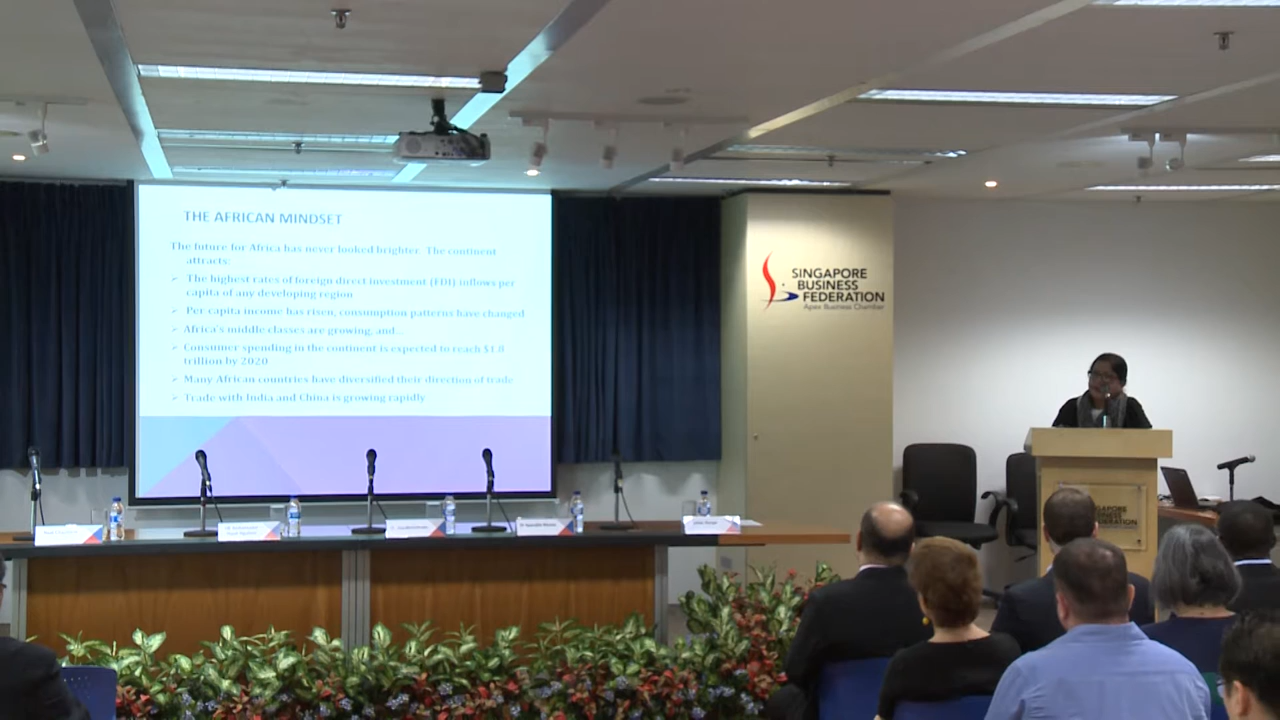 THE AFRICAN MINDSET
The future for Africa has never looked brighter. The continent
attracts:
The highest rates of foreign direct investment (FDI) inflows per
capita of any developing region
Per-capita income has risen, consumption patterns have changed
Africa's middle classes are growing, and...
Consumer spending in the continent is expected to reach $1.8
trillion by 2020
Many African countries have diversified their direction of trade
Trade with India and China is growing rapidly
SINGAPORE
BUSINESS
FEDERATION
Apex Business Chamber
BUSINESS
FEDERATION